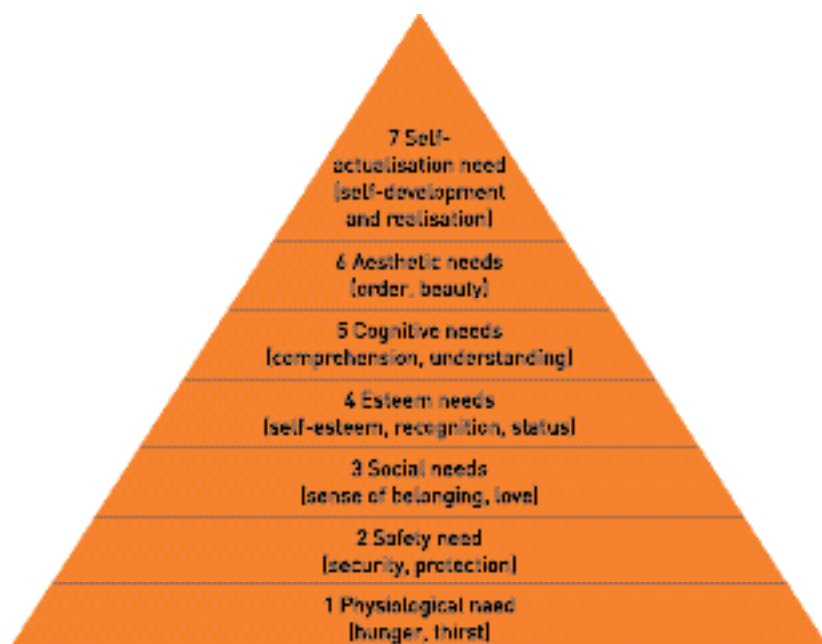 7 Self-
actualisation need
(self-development
and realisation)
6 Aesthetic needs
(order, beauty)
5 Cognitive needs
(comprehension, understanding)
4 Esteem needs
(self-esteem, recognition, status)
3 Social needs
(sense of belonging, love)
2 Safety need
(security, protection)
1 Physiological need
(hunger, thirst)